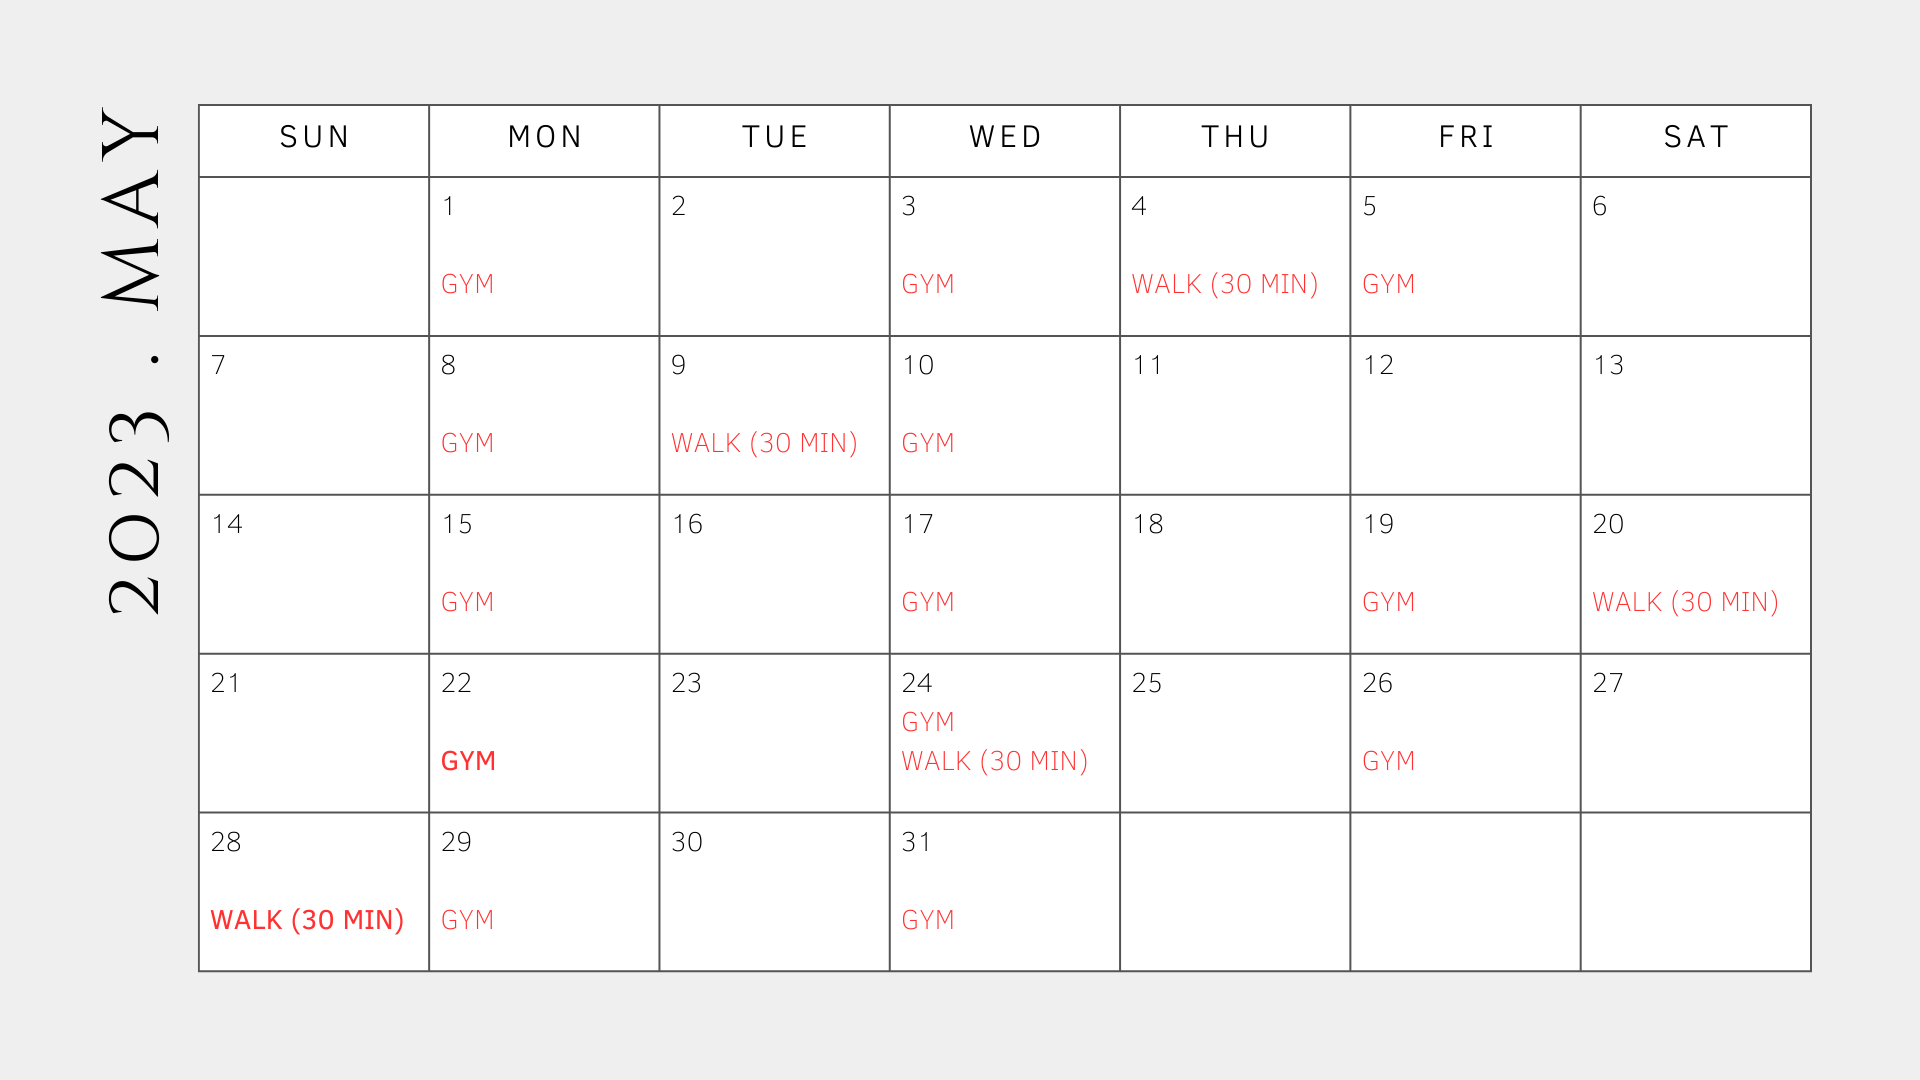 2023 . MAY
SUN MON TUE WED THU FRI SAT
1 2 3 4 5 6
GYM GYM WALK (30 MIN) GYM
7 8 9 10 11 12 13
GYM WALK (30 MIN) GYM
14 15 16 17 18 19 20
GYM GYM GYM WALK (30 MIN)
21 22 23 24 25 26 27
GYM
GYM WALK (30 MIN) GYM
28 29 30 31
WALK (30 MIN) GYM GYM